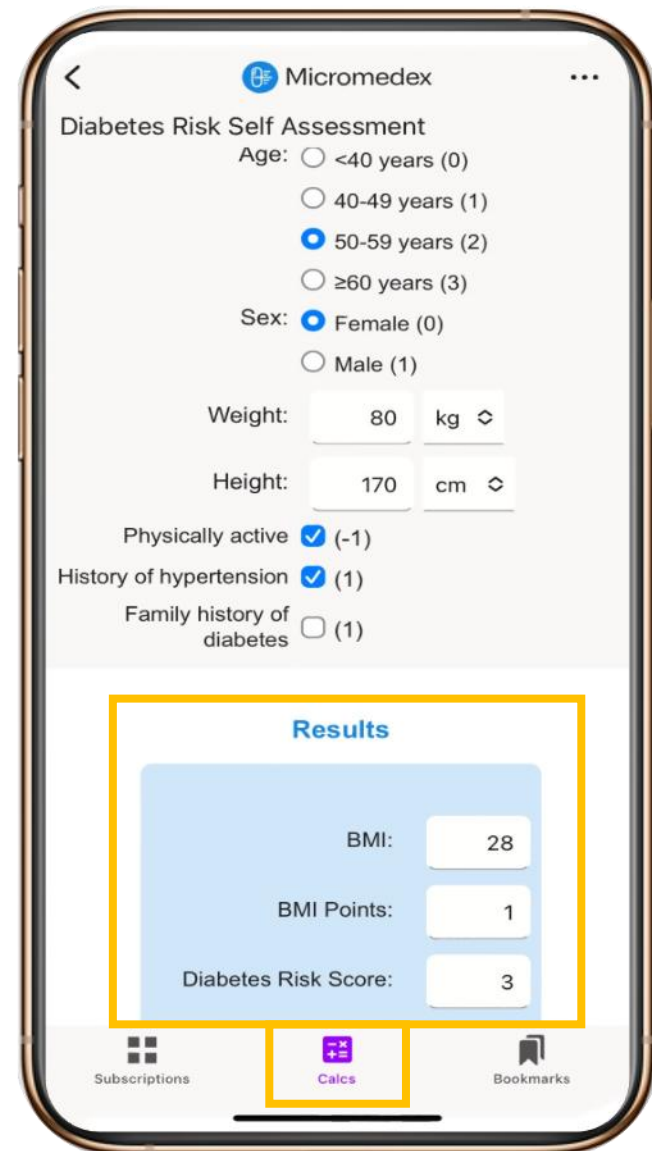 Micromedex
Diabetes Risk Self Assessment
Age: <40 years (0)
40-49 years (1)
50-59 years (2)
≥60 years (3)
Sex: Female (0)
Male (1)
Weight: 80 kg
Height: 170 cm
Physically active (-1)
History of hypertension (1)
Family history of
diabetes (1)
Results
BMI: 28
BMI Points: 1
Diabetes Risk Score: 3
Subscriptions Calcs Bookmarks